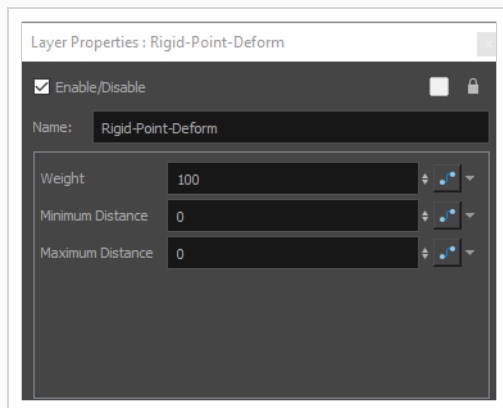 Layer Properties : Rigid-Point-Deform
Enable/Disable
Name: Rigid-Point-Deform
Weight 100
Minimum Distance 0
Maximum Distance 0